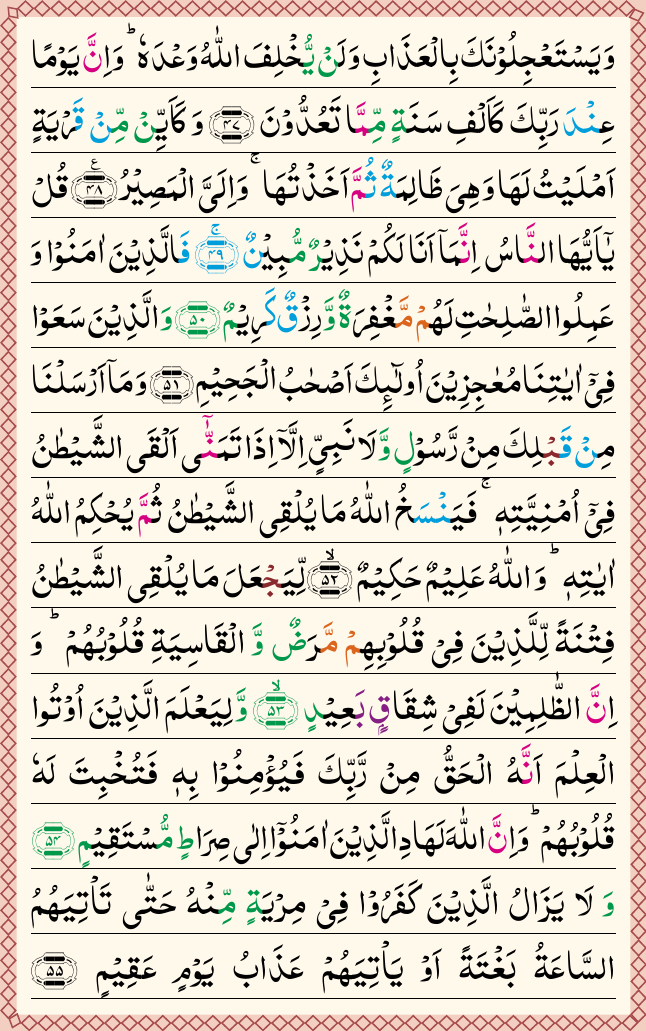 وَيَسْتَعْجِلُوْنَكَ بِالْعَذَابِ وَلَنْ يُّخْلِفَ اللّٰهُ وَعْدَهٗ ؕ وَاِنَّ يَوْمًا
عِنْدَ رَبِّكَ كَاَلْفِ سَنَةٍ مِّمَّا تَعُدُّوْنَ ﴿۴۷﴾ وَ كَاَيِّنْ مِّنْ قَرْيَةٍ
اَمْلَيْتُ لَهَا وَهِىَ ظَالِمَةٌ ثُمَّ اَخَذْتُهَا ۚ وَاِلَىَّ الْمَصِيْرُ ﴿۴۸﴾ ع قُلْ
يٰۤاَيُّهَا النَّاسُ اِنَّمَاۤ اَنَا لَكُمْ نَذِيْرٌ مُّبِيْنٌ ﴿۴۹﴾ ۚ فَالَّذِيْنَ اٰمَنُوْا وَ
عَمِلُوا الصّٰلِحٰتِ لَهُمْ مَّغْفِرَةٌ وَّرِزْقٌ كَرِيْمٌ ﴿۵۰﴾ وَالَّذِيْنَ سَعَوْا
فِىْۤ اٰيٰتِنَا مُعٰجِزِيْنَ اُولٰٓئِكَ اَصْحٰبُ الْجَحِيْمِ ﴿۵۱﴾ وَمَاۤ اَرْسَلْنَا
مِنْ قَبْلِكَ مِنْ رَّسُوْلٍ وَّلَا نَبِىٍّ اِلَّاۤ اِذَا تَمَنّٰٓى اَلْقَى الشَّيْطٰنُ
فِىْۤ اُمْنِيَّتِهٖ ۚ فَيَنْسَخُ اللّٰهُ مَا يُلْقِى الشَّيْطٰنُ ثُمَّ يُحْكِمُ اللّٰهُ
اٰيٰتِهٖ ؕ وَاللّٰهُ عَلِيْمٌ حَكِيْمٌ ﴿۵۲﴾ ۙ لِّيَجْعَلَ مَا يُلْقِى الشَّيْطٰنُ
فِتْنَةً لِّلَّذِيْنَ فِىْ قُلُوْبِهِمْ مَّرَضٌ وَّ الْقَاسِيَةِ قُلُوْبُهُمْ ؕ وَ
اِنَّ الظّٰلِمِيْنَ لَفِىْ شِقَاقٍۭ بَعِيْدٍ ﴿۵۳﴾ ۙ وَّلِيَعْلَمَ الَّذِيْنَ اُوْتُوا
الْعِلْمَ اَنَّهُ الْحَقُّ مِنْ رَّبِّكَ فَيُؤْمِنُوْا بِهٖ فَتُخْبِتَ لَهٗ
قُلُوْبُهُمْ ؕ وَاِنَّ اللّٰهَ لَهَادِ الَّذِيْنَ اٰمَنُوْۤا اِلٰى صِرَاطٍ مُّسْتَقِيْمٍ ﴿۵۴﴾
وَ لَا يَزَالُ الَّذِيْنَ كَفَرُوْا فِىْ مِرْيَةٍ مِّنْهُ حَتّٰى تَاْتِيَهُمُ
السَّاعَةُ بَغْتَةً اَوْ يَاْتِيَهُمْ عَذَابُ يَوْمٍ عَقِيْمٍ ﴿۵۵﴾